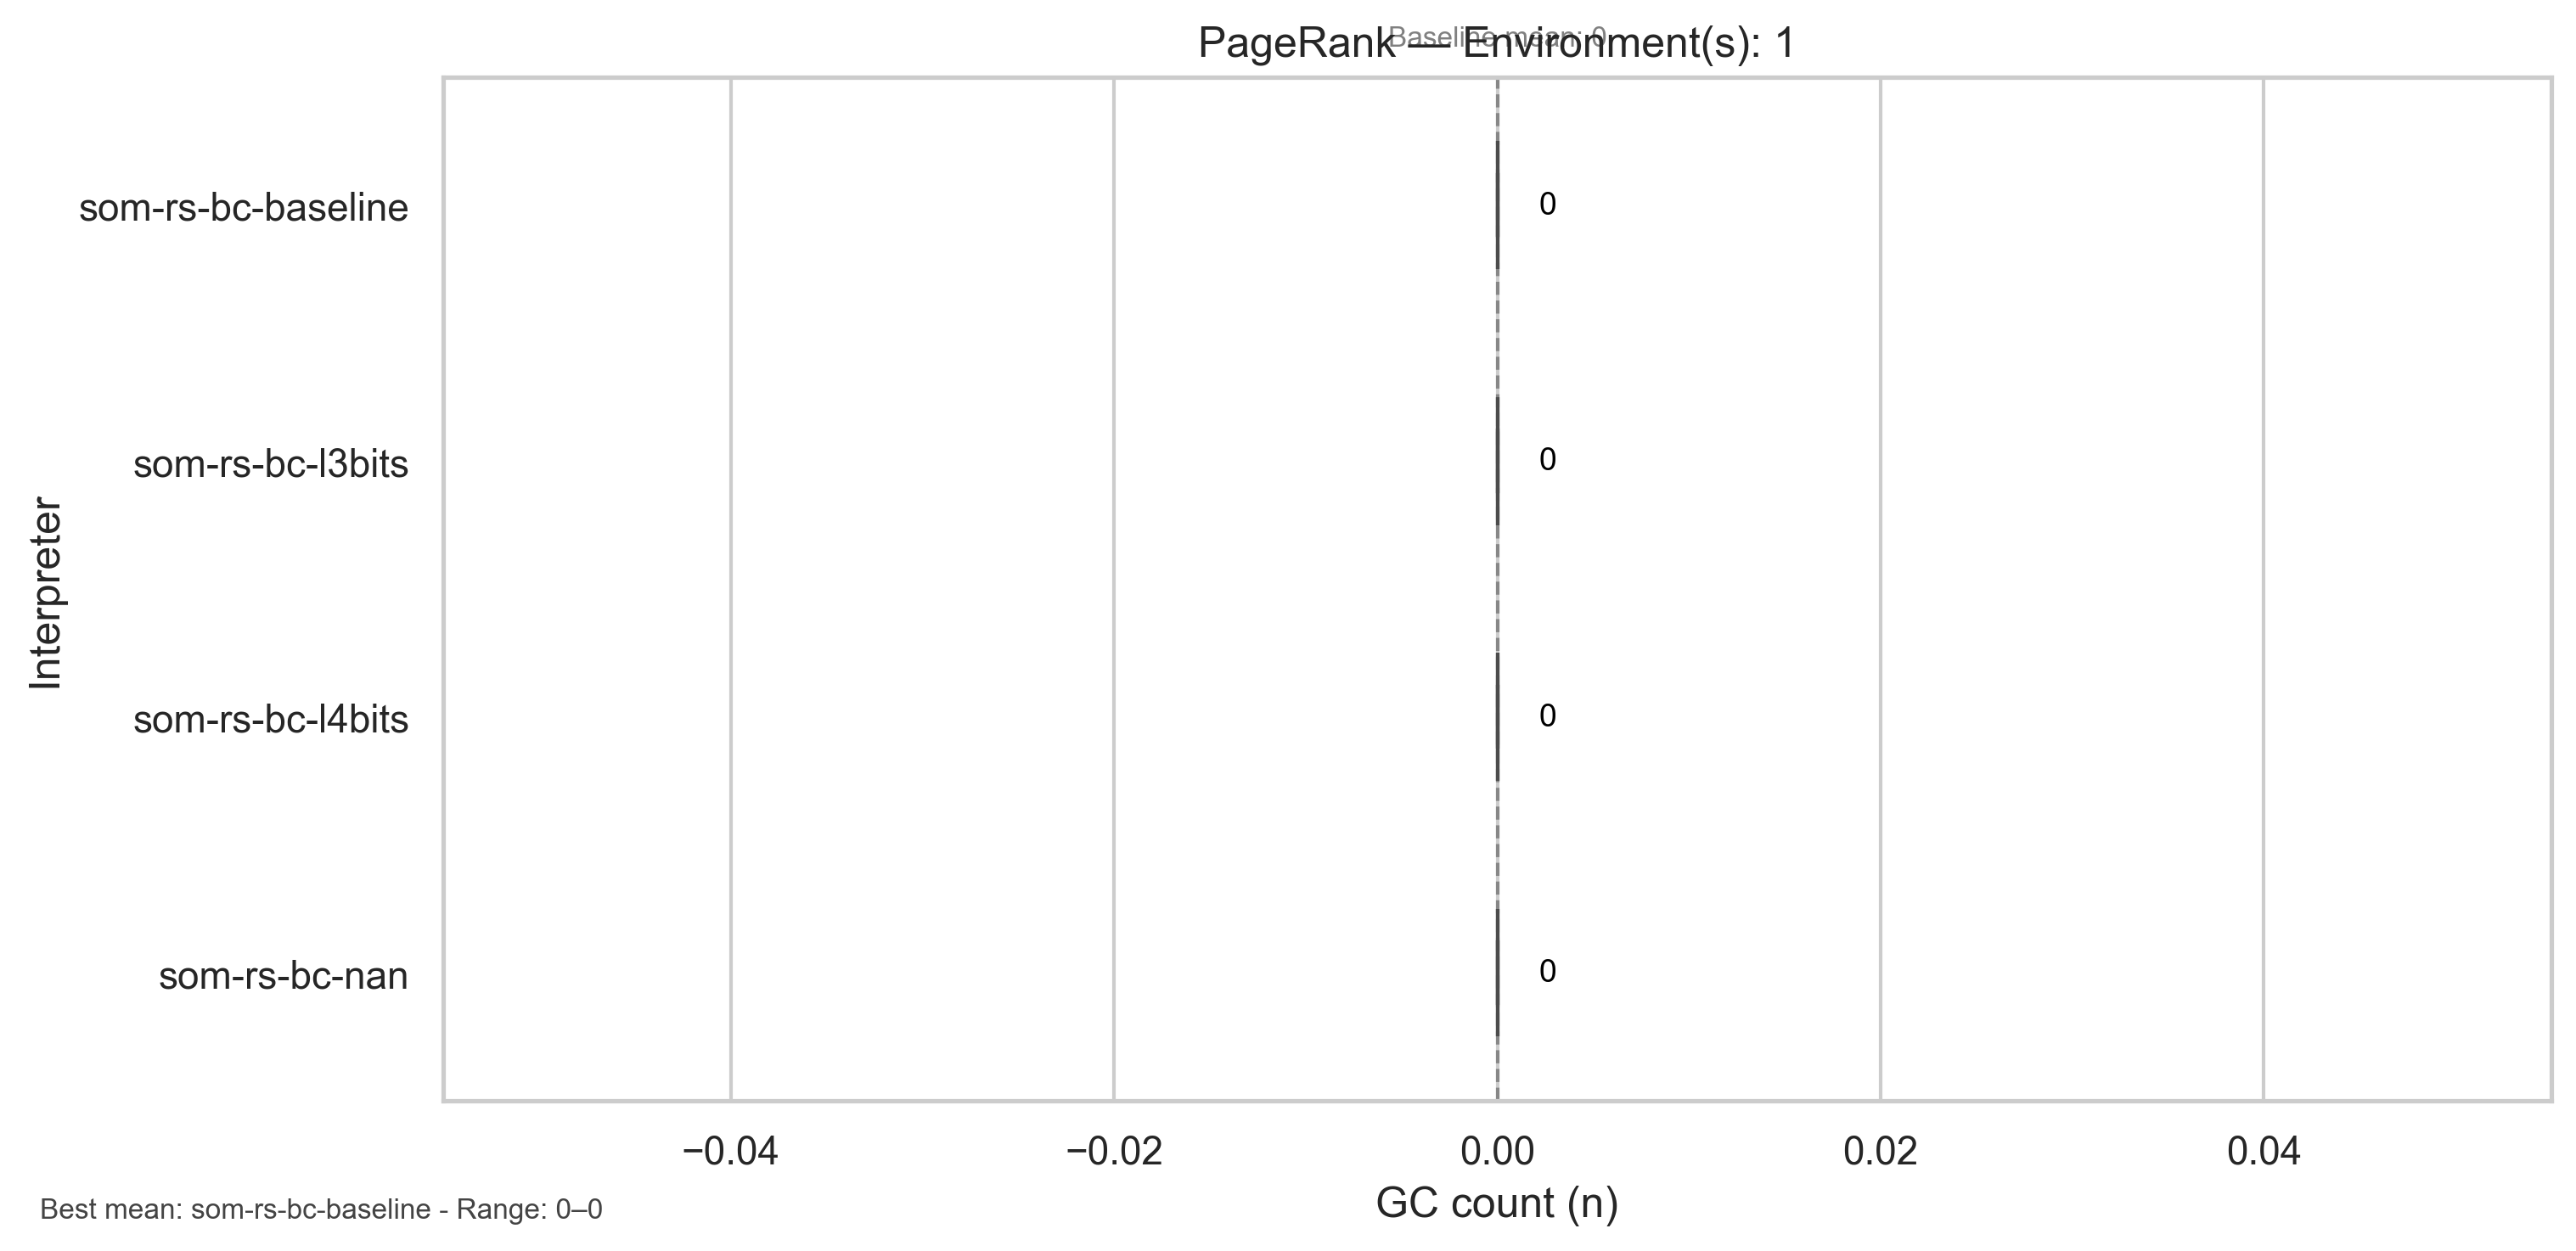 Baseline mean: 0
PageRank — Environment(s): 1
som-rs-bc-baseline
0
som-rs-bc-l3bits
0
som-rs-bc-l4bits
0
som-rs-bc-nan
0
Interpreter
−0.04
−0.02
0.00
0.02
0.04
GC count (n)
Best mean: som-rs-bc-baseline - Range: 0–0